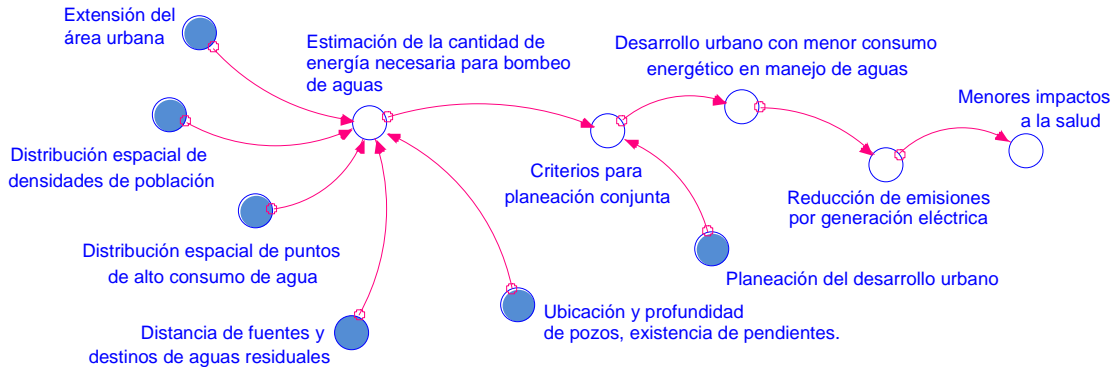 Extensión del
área urbana
Estimación de la cantidad de
energía necesaria para bombeo
de aguas
Desarrollo urbano con menor consumo
energético en manejo de aguas
Menores impactos
a la salud
Distribución espacial de
densidades de población
Criterios para
planeación conjunta
Reducción de emisiones
por generación eléctrica
Distribución espacial de puntos
de alto consumo de agua
Planeación del desarrollo urbano
Distancia de fuentes y
destinos de aguas residuales
Ubicación y profundidad
de pozos, existencia de pendientes.